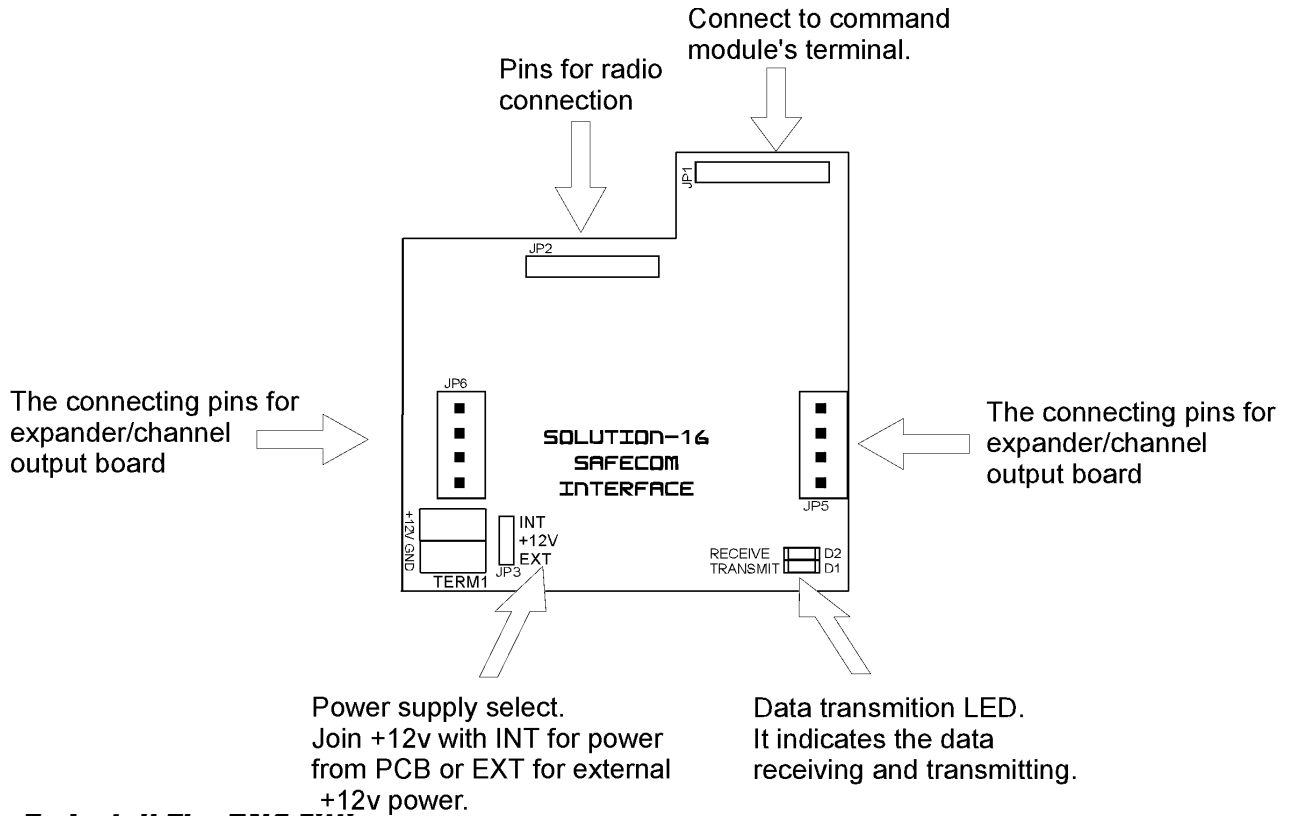 Connect to command
module's terminal.
Pins for radio
connection
JP1
JP2
JP6
The connecting pins for
expander/channel
output board
SOLUTION-16
SAFECOM
INTERFACE
The connecting pins for
expander/channel
output board
JP5
+12V GND
TERM1
JP3
INT
+12V
EXT
RECEIVE D2
TRANSMIT D1
Power supply select.
Join +12v with INT for power
from PCB or EXT for external
+12v power.
Data transmition LED.
It indicates the data
receiving and transmitting.